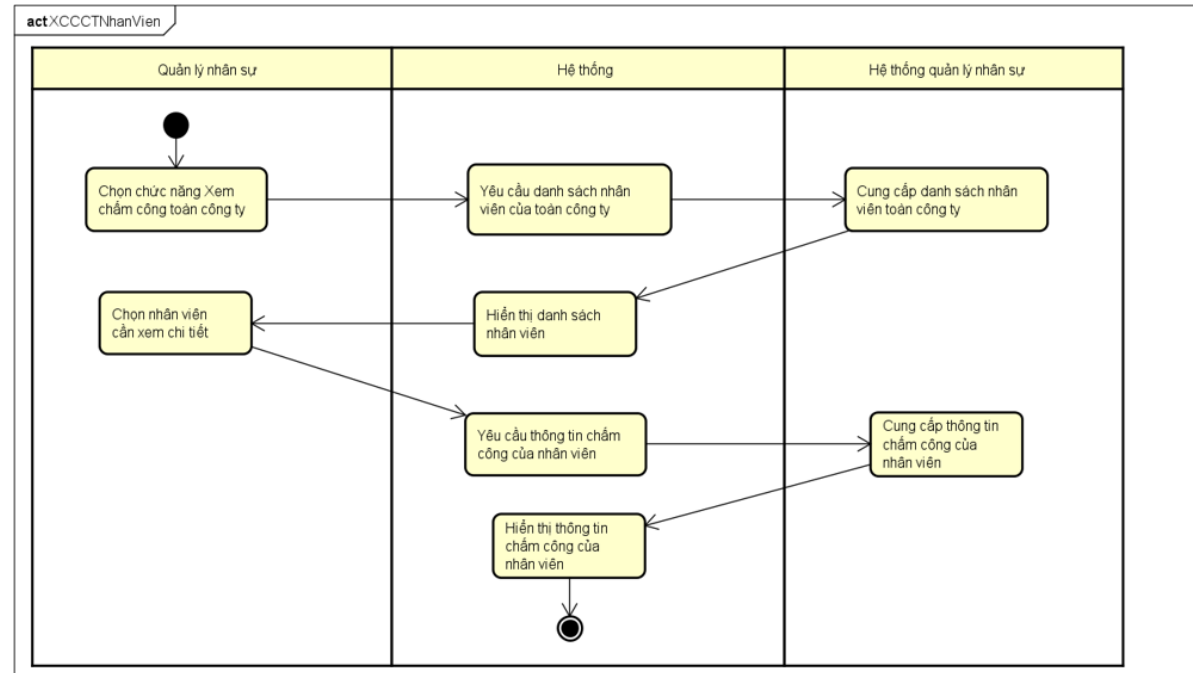 act XCCCTNhanVien
Quản lý nhân sự
Hệ thống
Hệ thống quản lý nhân sự
Chọn chức năng Xem
chấm công toàn công ty
Yêu cầu danh sách nhân
viên của toàn công ty
Cung cấp danh sách nhân
viên toàn công ty
Chọn nhân viên
cần xem chi tiết
Hiển thị danh sách
nhân viên
Yêu cầu thông tin chấm
công của nhân viên
Cung cấp thông tin
chấm công của
nhân viên
Hiển thị thông tin
chấm công của
nhân viên